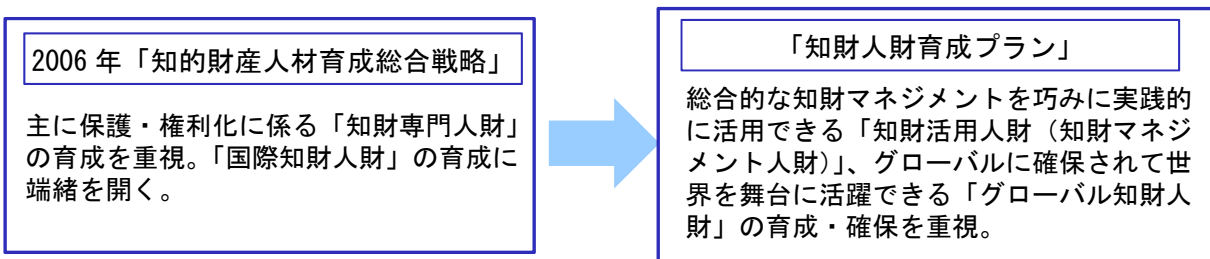 2006 年「知的財産人材育成総合戦略」
主に保護・権利化に係る「知財専門人財」
の育成を重視。「国際知財人財」の育成に
端緒を開く。
「知財人財育成プラン」
総合的な知財マネジメントを巧みに実践的
に活用できる「知財活用人財（知財マネジ
メント人財）」、グローバルに確保されて世
界を舞台に活躍できる「グローバル知財人
財」の育成・確保を重視。